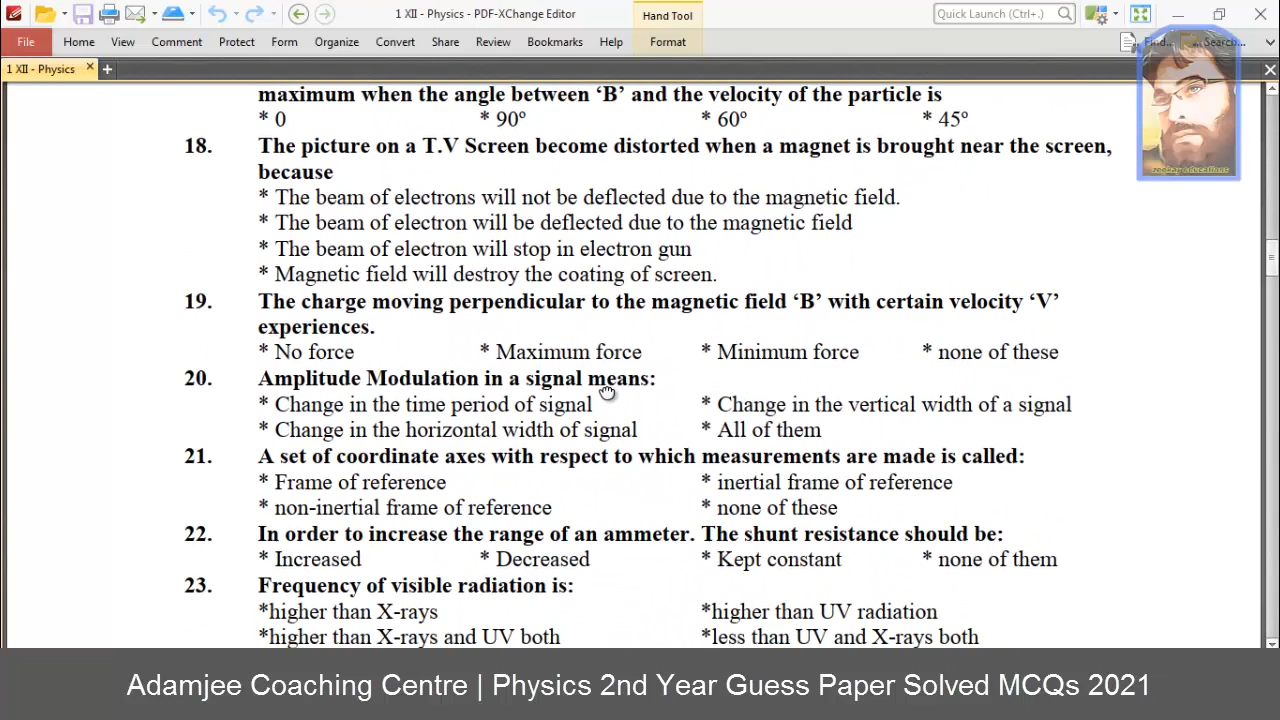 1 XII - Physics - PDF-XChange Editor
Hand Tool
Quick Launch (Ctrl+.)
File Home View Comment Protect Form Organize Convert Share Review Bookmarks Help Format
Find... Search...
1 XII - Physics
maximum when the angle between ‘B’ and the velocity of the particle is
* 0 * 90º * 60º * 45º
18. The picture on a T.V Screen become distorted when a magnet is brought near the screen,
because
* The beam of electrons will not be deflected due to the magnetic field.
* The beam of electron will be deflected due to the magnetic field
* The beam of electron will stop in electron gun
* Magnetic field will destroy the coating of screen.
19. The charge moving perpendicular to the magnetic field ‘B’ with certain velocity ‘V’
experiences.
* No force * Maximum force * Minimum force * none of these
20. Amplitude Modulation in a signal means:
* Change in the time period of signal * Change in the vertical width of a signal
* Change in the horizontal width of signal * All of them
21. A set of coordinate axes with respect to which measurements are made is called:
* Frame of reference * inertial frame of reference
* non-inertial frame of reference * none of these
22. In order to increase the range of an ammeter. The shunt resistance should be:
* Increased * Decreased * Kept constant * none of them
23. Frequency of visible radiation is:
*higher than X-rays *higher than UV radiation
*higher than X-rays and UV both *less than UV and X-rays both
Adamjee Coaching Centre | Physics 2nd Year Guess Paper Solved MCQs 2021